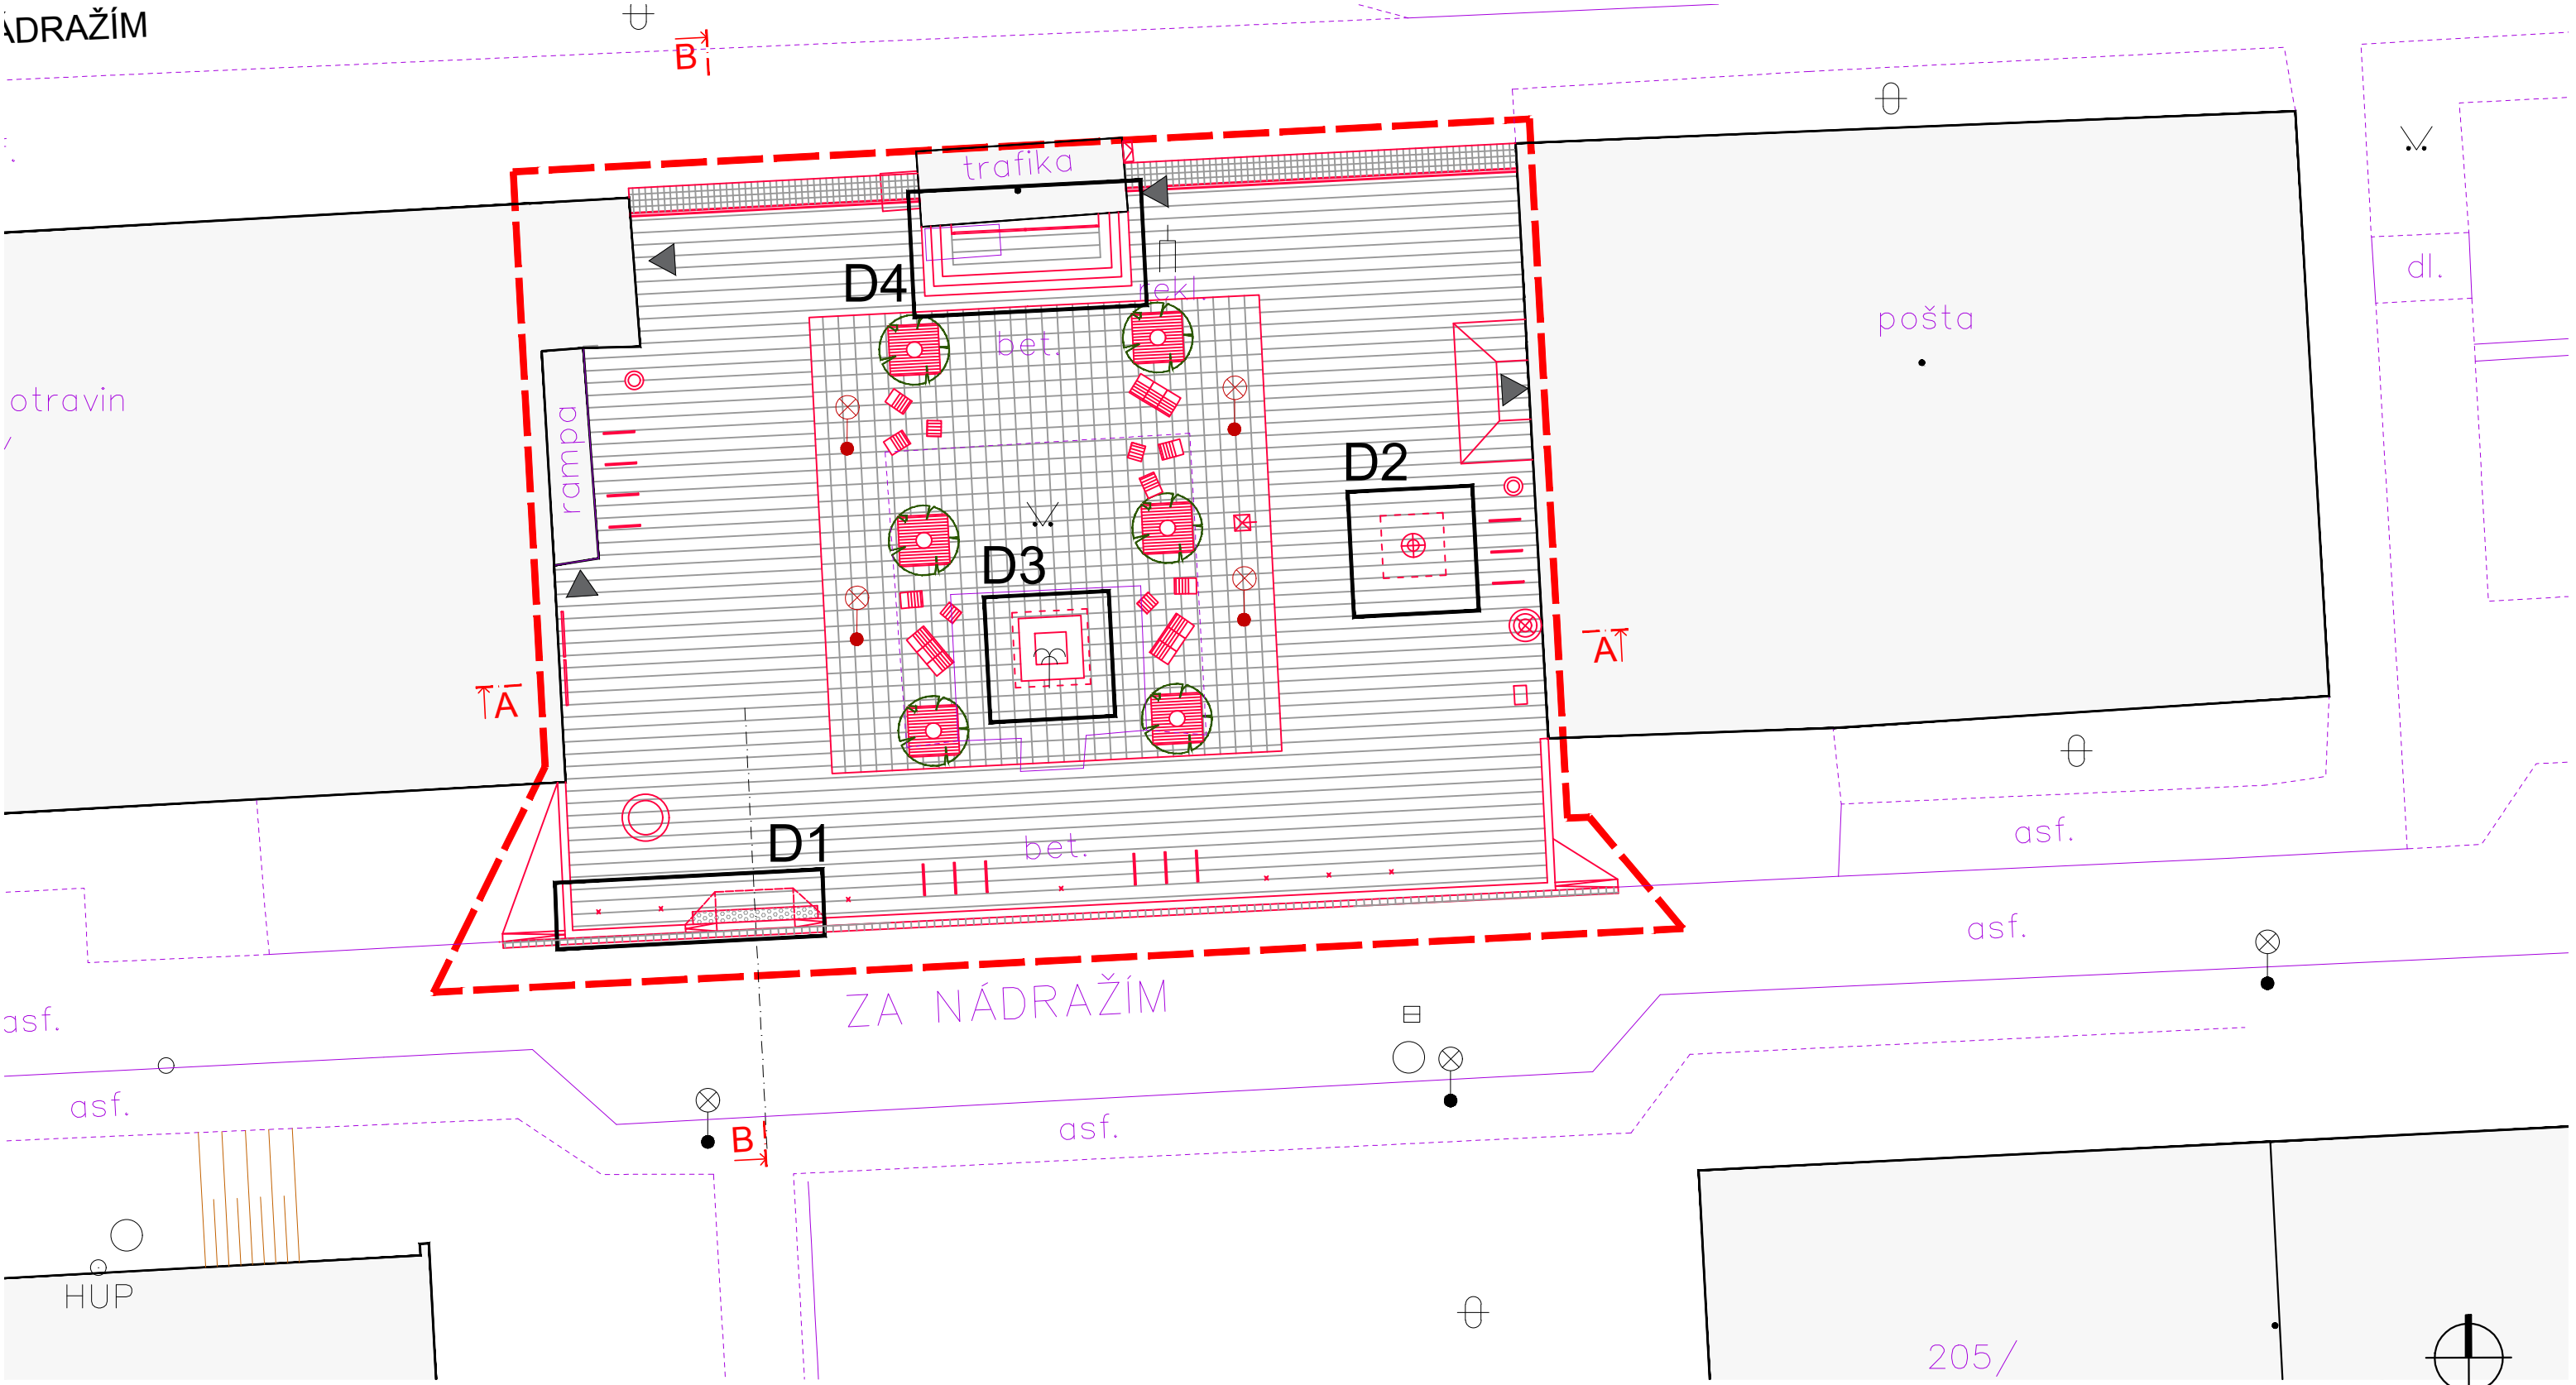 ÁDRAŽÍM
B
trafika
D4
rekl.
bet.
pošta
dl.
otravin
rampa
D2
D3
A
A
D1
bet.
asf.
asf.
ZA NÁDRAŽÍM
asf.
asf.
asf.
B
HUP
205/